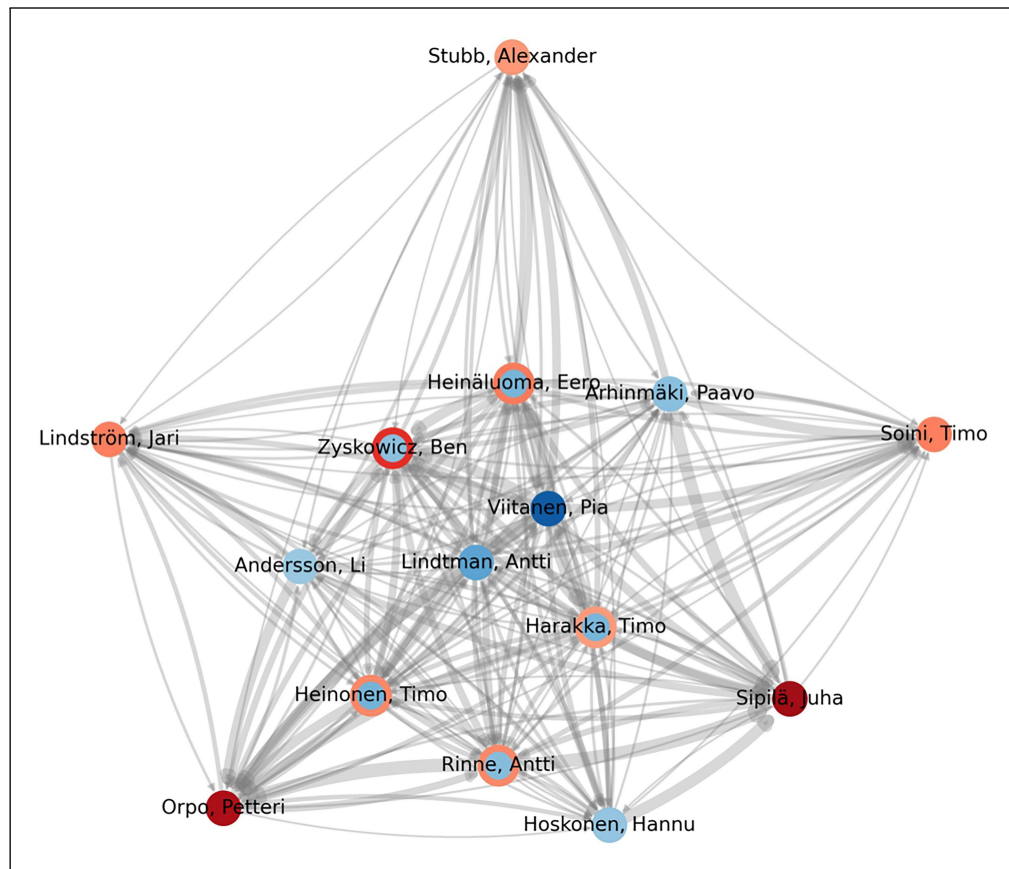 Stubb, Alexander
Heinäluoma, Eero
Arhinmäki, Paavo
Lindström, Jari
Soini, Timo
Zyskowicz, Ben
Viitanen, Pia
Andersson, Li
Lindtman, Antti
Harakka, Timo
Heinonen, Timo
Sipilä, Juha
Rinne, Antti
Orpo, Petteri
Hoskonen, Hannu